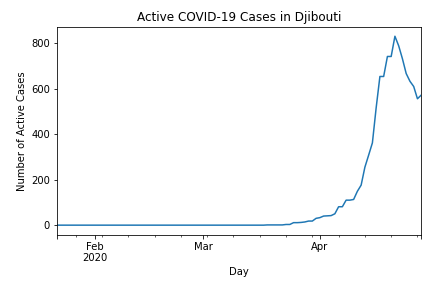 Active COVID-19 Cases in Djibouti
Number of Active Cases
800
600
400
200
0
Feb
2020
Mar
Apr
Day